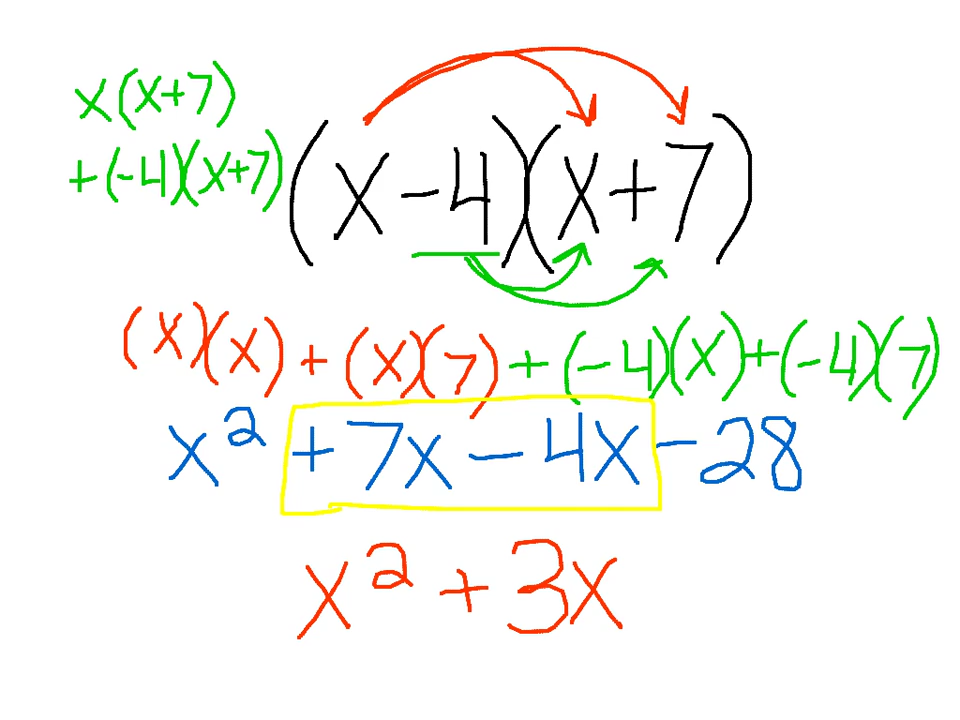 x(x+7)
+(-4)(x+7)
(x-4)(x+7)
(x)(x)+(x)(7)+(-4)(x)+(-4)(7)
x²+7x-4x-28
x²+3x